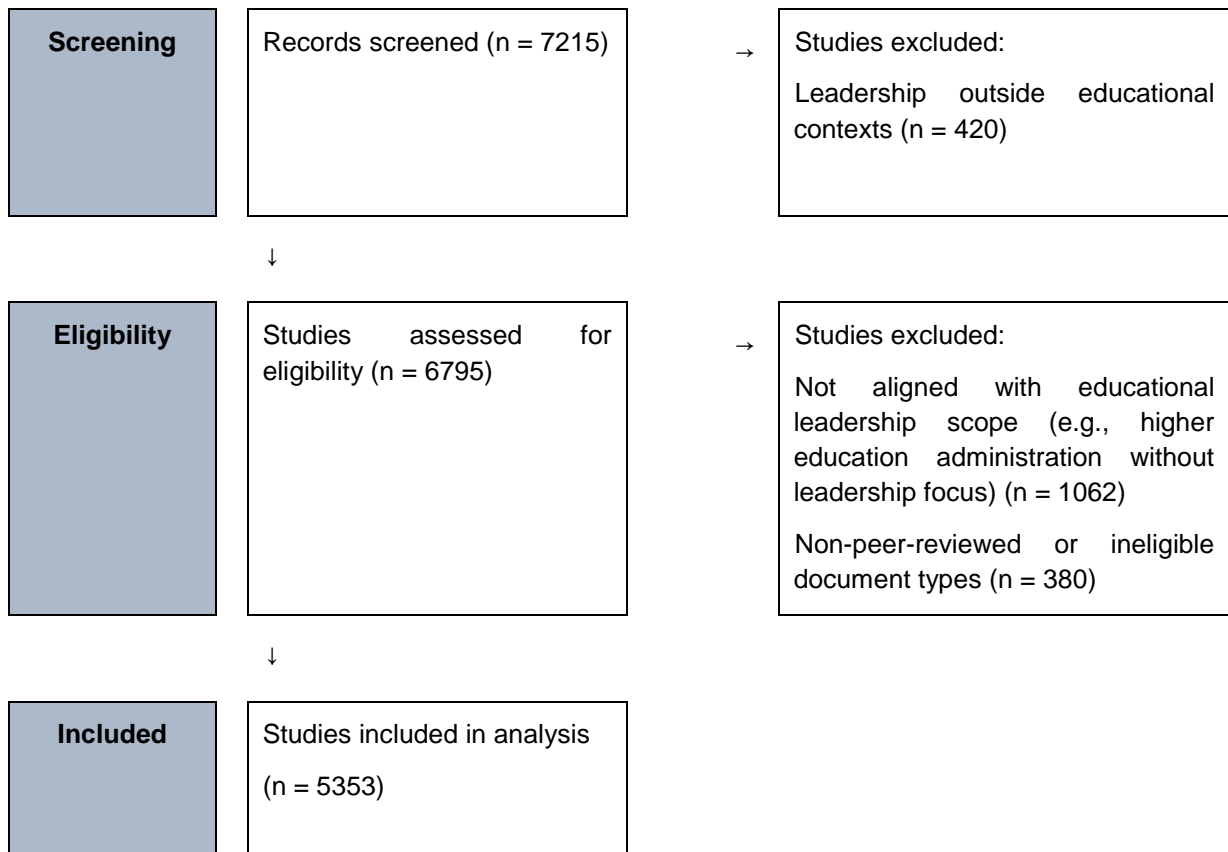 Screening
Records screened (n = 7215)
→
Studies excluded:
Leadership outside educational
contexts (n = 420)
↓
Eligibility
Studies assessed for
eligibility (n = 6795)
→
Studies excluded:
Not aligned with educational
leadership scope (e.g., higher
education administration without
leadership focus) (n = 1062)
Non-peer-reviewed or ineligible
document types (n = 380)
↓
Included
Studies included in analysis
(n = 5353)